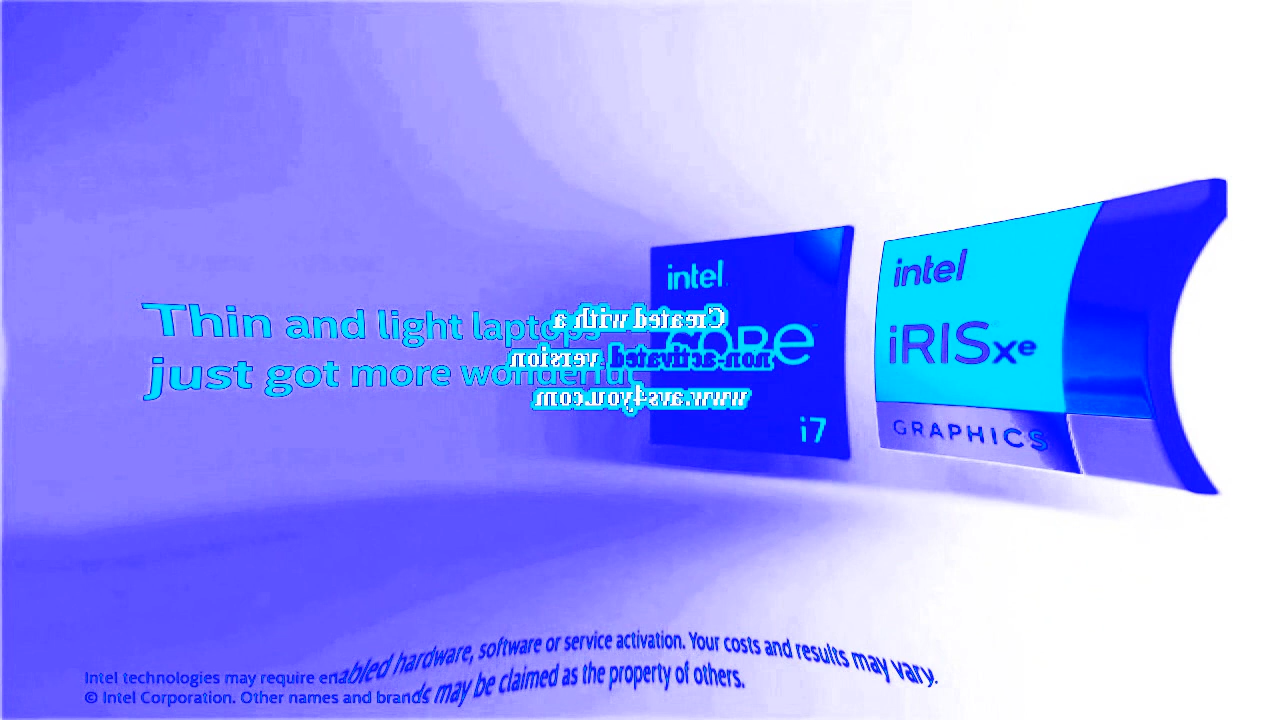 Thin and light laptops
just got more wonderful
intel
CORE
i7
intel
iRIS xe
GRAPHICS
Created with a
non-activated version
www.avs4you.com
Intel technologies may require enabled hardware, software or service activation. Your costs and results may vary.
© Intel Corporation. Other names and brands may be claimed as the property of others.